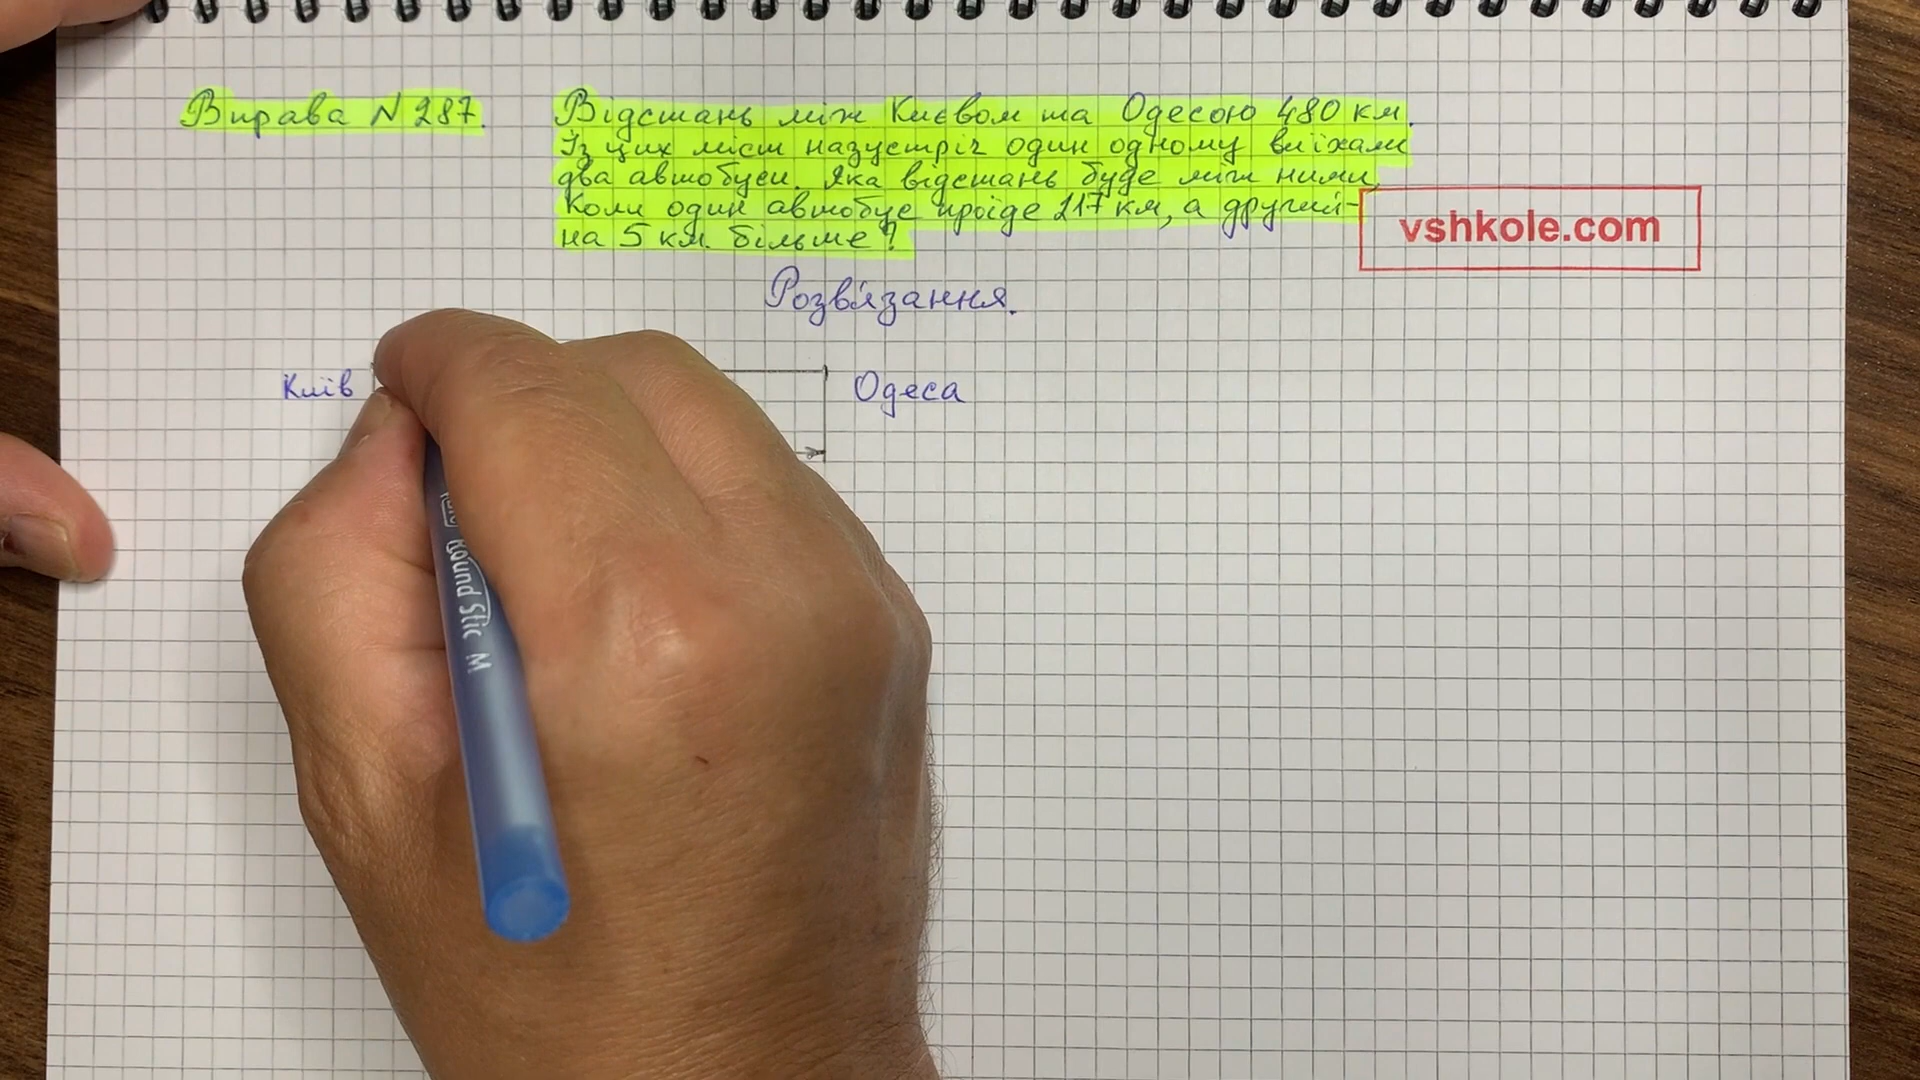 Вправа N 287.
Відстань між Києвом та Одесою 480 км.
Із цих міст назустріч один одному виїхали
два автобуси. Яка відстань буде між ними,
коли один автобус проїде 217 км, а другий-
на 5 км. більше?
vshkole.com
Розв'язання.
Київ
Одеса
Round Stic M